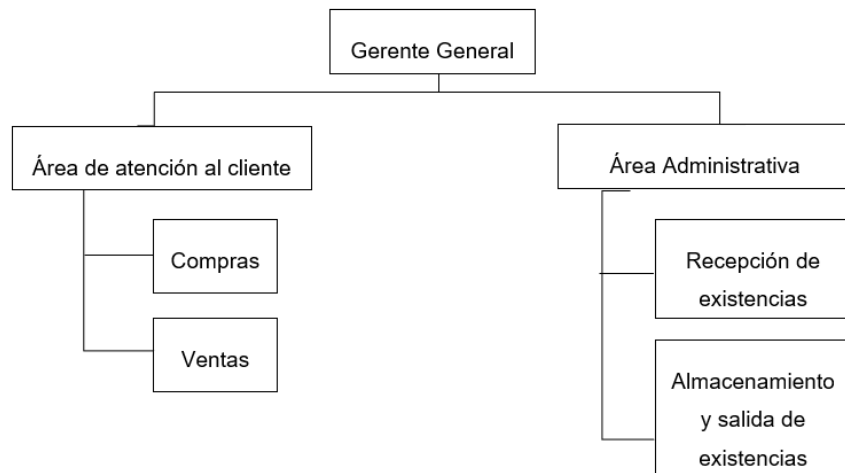 Gerente General
Área de atención al cliente
Área Administrativa
Compras
Recepción de
existencias
Ventas
Almacenamiento
y salida de
existencias